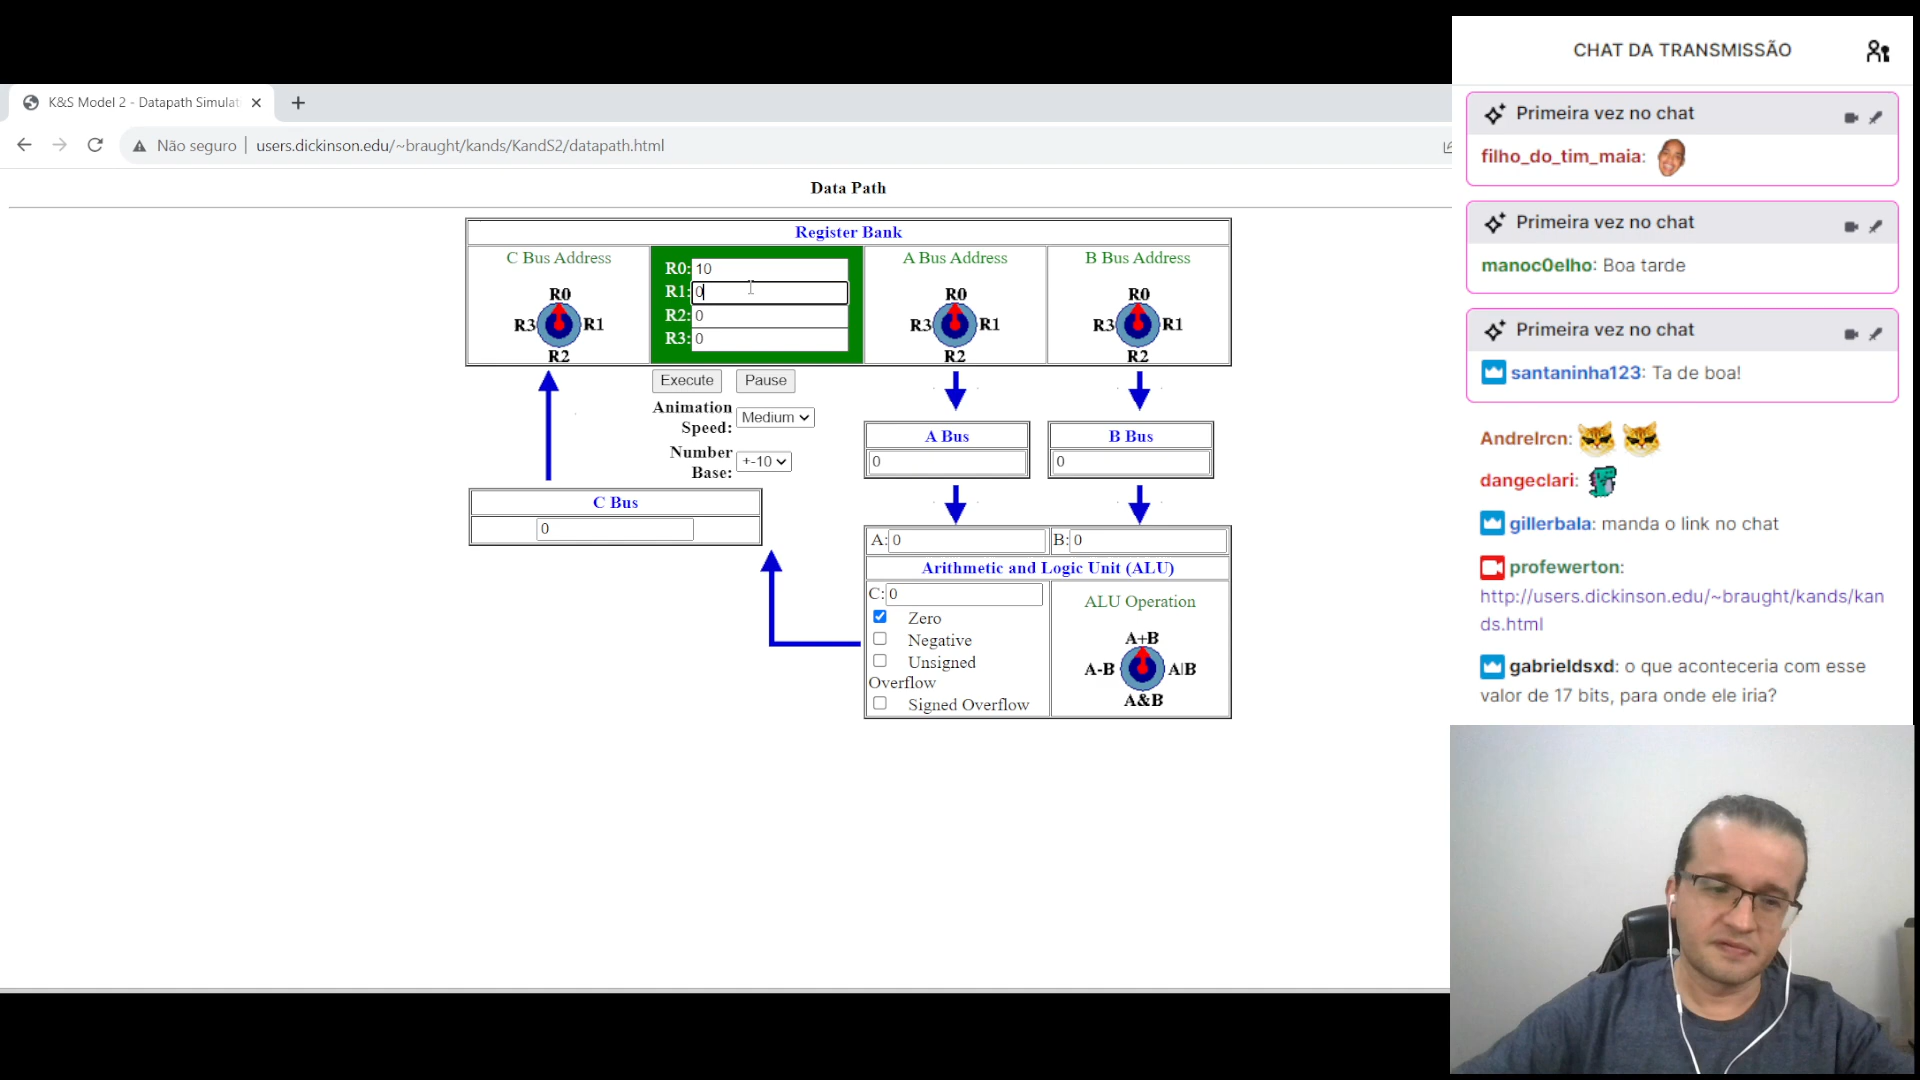 K&S Model 2 - Datapath Simulat
Não seguro
users.dickinson.edu/~braught/kands/KandS2/datapath.html
Data Path
Register Bank
C Bus Address
R0
R3
R1
R2
R0: 10
R1: 0
R2: 0
R3: 0
A Bus Address
R0
R3
R1
R2
B Bus Address
R0
R3
R1
R2
Execute
Pause
Animation
Speed:
Medium
Number
Base:
+-10
A Bus
0
B Bus
0
C Bus
0
A: 0
B: 0
Arithmetic and Logic Unit (ALU)
C: 0
Zero
Negative
Unsigned
Overflow
Signed Overflow
ALU Operation
A+B
A-B
A|B
A&B
CHAT DA TRANSMISSÃO
Primeira vez no chat
filho_do_tim_maia:
Primeira vez no chat
manoc0elho: Boa tarde
Primeira vez no chat
santaninha123: Ta de boa!
Andrelrcn:
dangeclari:
gillerbala: manda o link no chat
profewerton:
http://users.dickinson.edu/~braught/kands/kan
ds.html
gabrieldsxd: o que aconteceria com esse
valor de 17 bits, para onde ele iria?